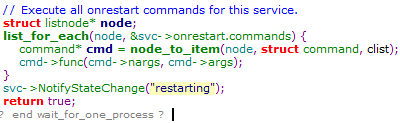 // Execute all onrestart commands for this service.
struct listnode* node;
list_for_each(node, &svc->onrestart.commands) {
command* cmd = node_to_item(node, struct command, clist);
cmd->func(cmd->nargs, cmd->args);
}
svc->NotifyStateChange("restarting");
return true;
? end wait_for_one_process ?